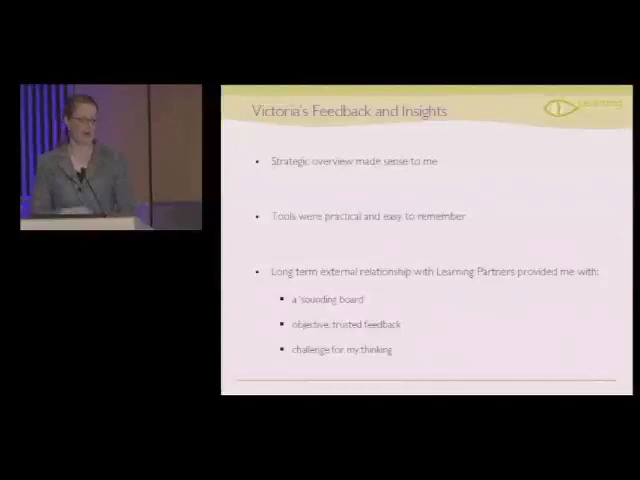 Victoria's Feedback and Insights
Learning
• Strategic overview made sense to me
• Tools were practical and easy to remember
• Long term external relationship with Learning Partners provided me with:
▪ a 'sounding board'
▪ objective, trusted feedback
▪ challenge for my thinking